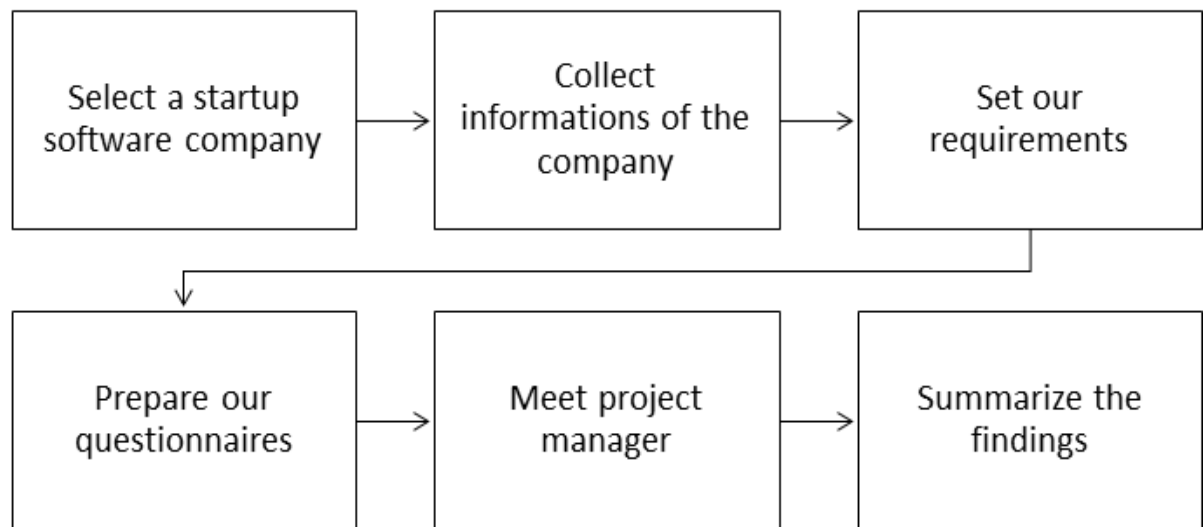 Select a startup
software company
Collect
informations of the
company
Set our
requirements
Prepare our
questionnaires
Meet project
manager
Summarize the
findings